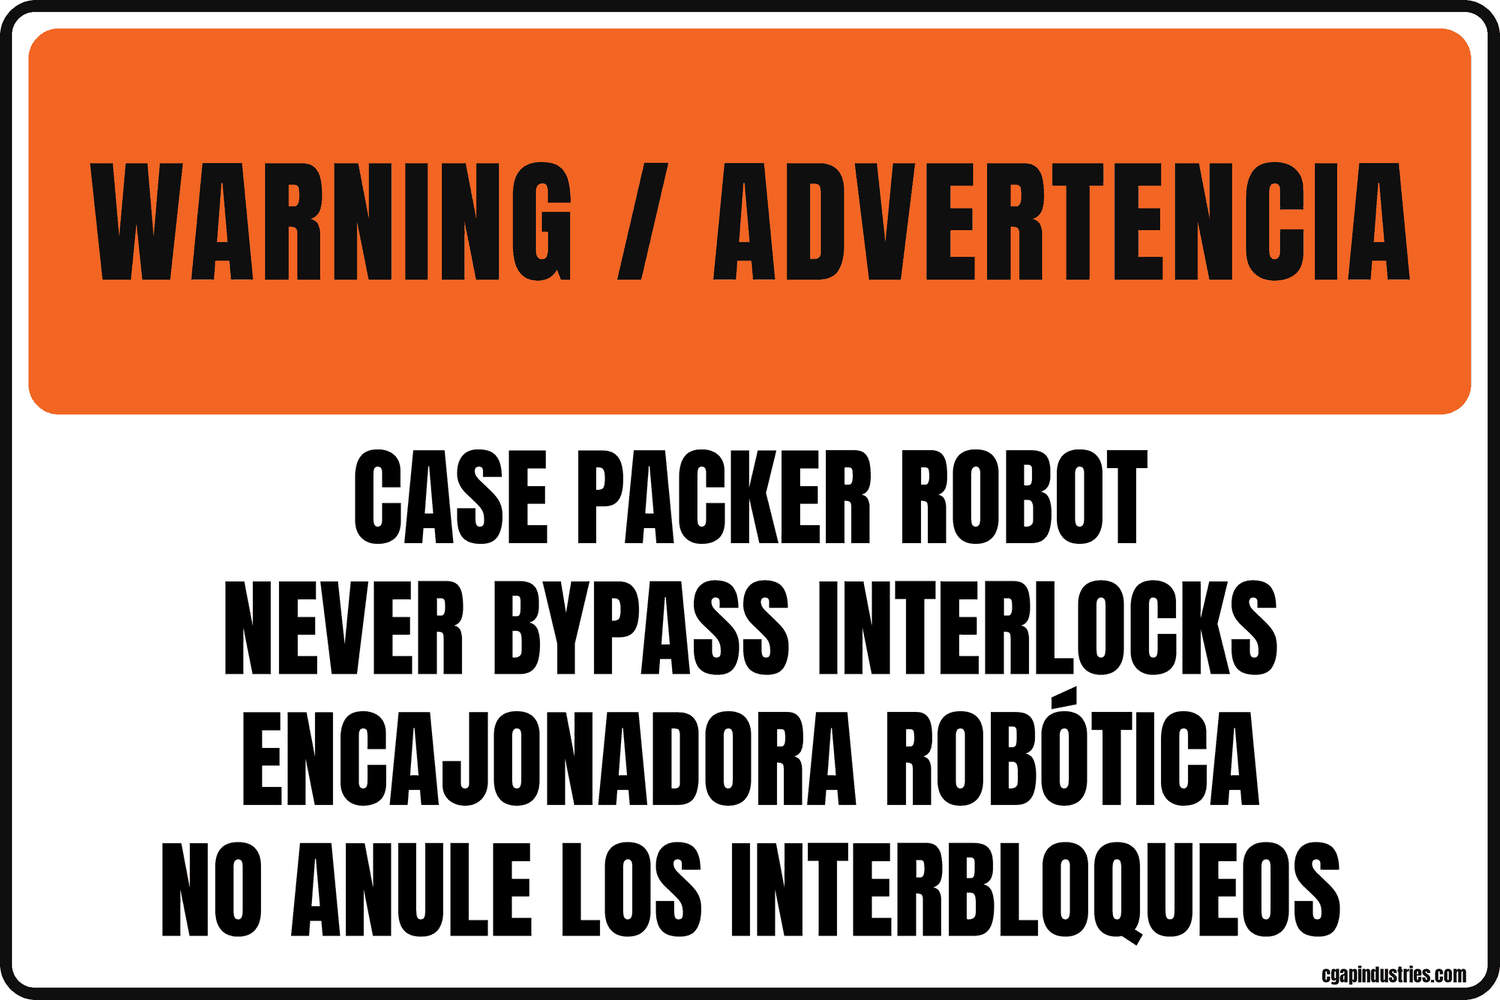 WARNING / ADVERTENCIA
CASE PACKER ROBOT
NEVER BYPASS INTERLOCKS
ENCAJONADORA ROBÓTICA
NO ANULE LOS INTERBLOQUEOS
cgapindustries.com